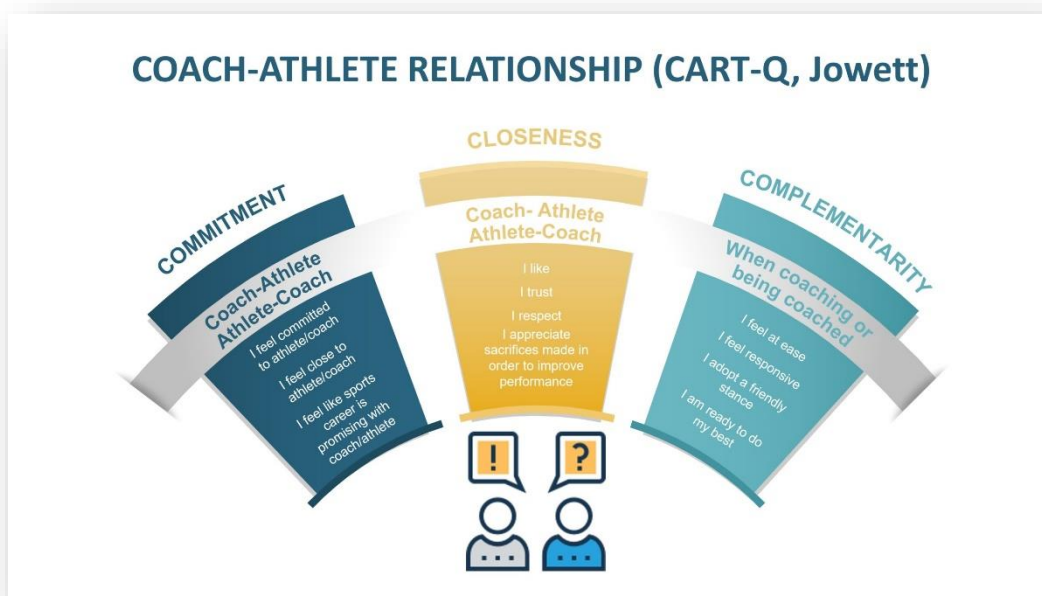 COACH-ATHLETE RELATIONSHIP (CART-Q, Jowett)
COMMITMENT
Coach-Athlete
Athlete-Coach
I feel committed
to athlete/coach
I feel close to
athlete/coach
I feel like sports
career is
promising with
coach/athlete
CLOSENESS
Coach- Athlete
Athlete-Coach
I like
I trust
I respect
I appreciate
sacrifices made in
order to improve
performance
COMPLEMENTARITY
When coaching or
being coached
I feel at ease
I feel responsive
I adopt a friendly
stance
I am ready to do
my best
!
?